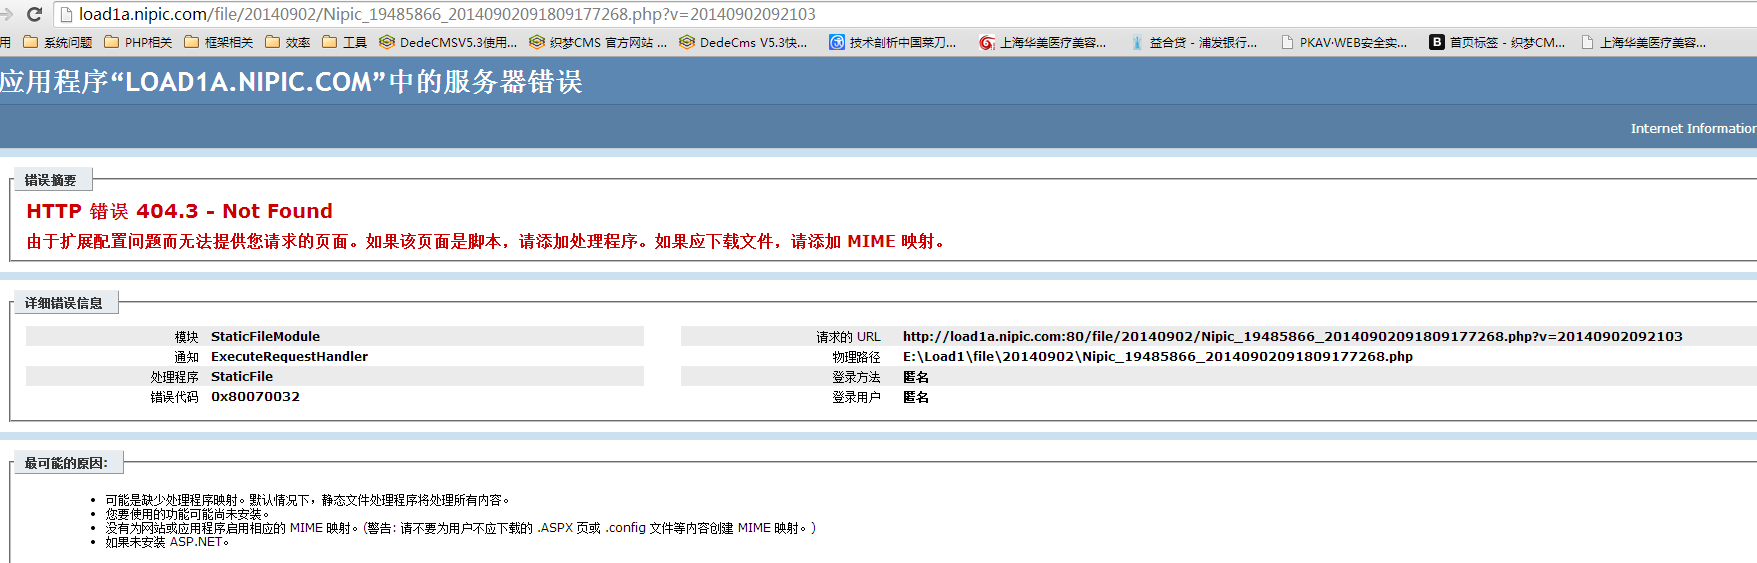 load1a.nipic.com/file/20140902/Nipic_19485866_20140902091809177268.php?v=20140902092103
用 系统问题 PHP相关 框架相关 效率 工具 DedeCMSV5.3使用... 织梦CMS 官方网站 ... DedeCms V5.3快... 技术剖析中国菜刀... 上海华美医疗美容... 益合贷 - 浦发银行... PKAV·WEB安全实... 首页标签 - 织梦CM... 上海华美医疗美容...
应用程序“LOAD1A.NIPIC.COM”中的服务器错误
Internet Information
错误摘要
HTTP 错误 404.3 - Not Found
由于扩展配置问题而无法提供您请求的页面。如果该页面是脚本，请添加处理程序。如果应下载文件，请添加 MIME 映射。
详细错误信息
模块 StaticFileModule
通知 ExecuteRequestHandler
处理程序 StaticFile
错误代码 0x80070032
请求的 URL http://load1a.nipic.com:80/file/20140902/Nipic_19485866_20140902091809177268.php?v=20140902092103
物理路径 E:\Load1\file\20140902\Nipic_19485866_20140902091809177268.php
登录方法 匿名
登录用户 匿名
最可能的原因:
• 可能是缺少处理程序映射。默认情况下，静态文件处理程序将处理所有内容。
• 您要使用的功能可能尚未安装。
• 没有为网站或应用程序启用相应的 MIME 映射。(警告: 请不要为用户不应下载的 .ASPX 页或 .config 文件等内容创建 MIME 映射。)
• 如果未安装 ASP.NET。